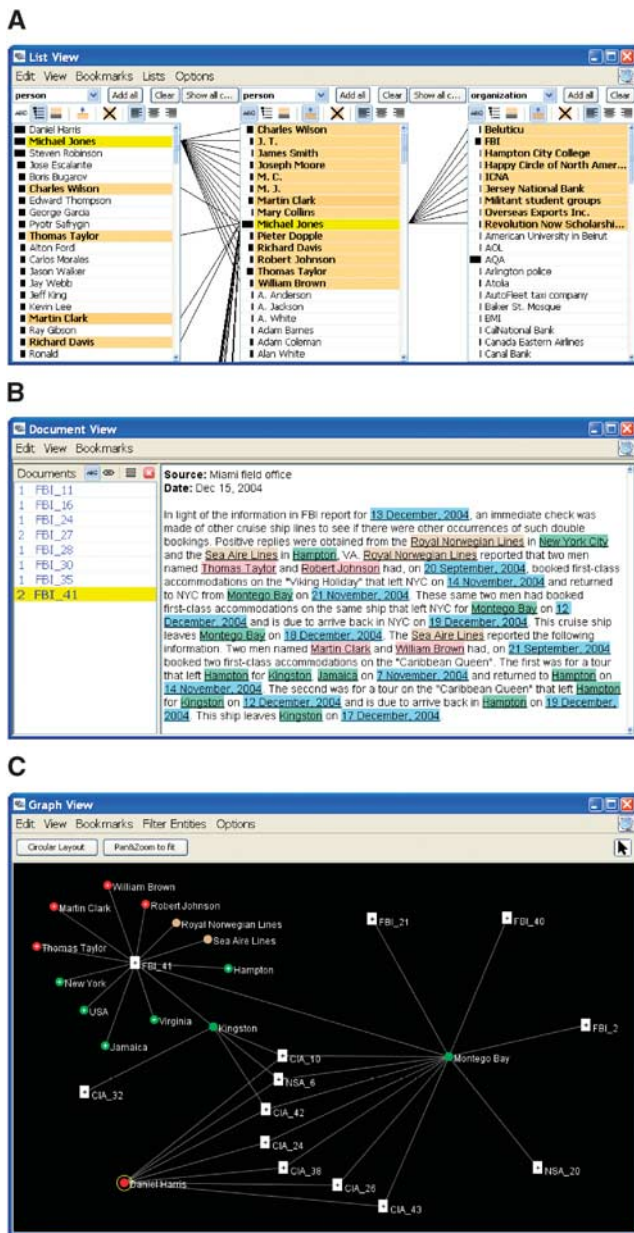 A
List View
Edit View Bookmarks Lists Options
person Add all Clear Show all c... person Add all Clear Show all c... organization Add all Clear
Daniel Harris
Michael Jones
Steven Robinson
Jose Escalante
Boris Bugarov
Charles Wilson
Edward Thompson
George Garcia
Pyotr Safrygin
Thomas Taylor
Alton Ford
Carlos Morales
Jason Walker
Jay Webb
Jeff King
Kevin Lee
Martin Clark
Ray Gibson
Richard Davis
Ronald
Charles Wilson
J. T.
James Smith
Joseph Moore
M. C.
M. J.
Martin Clark
Mary Collins
Michael Jones
Pieter Dopple
Richard Davis
Robert Johnson
Thomas Taylor
William Brown
A. Anderson
A. Jackson
A. White
Adam Barnes
Adam Coleman
Alan White
Beluticu
FBI
Hampton City College
Happy Circle of North Amer...
ICNA
Jersey National Bank
Militant student groups
Overseas Exports Inc.
Revolution Now Scholarshi...
American University in Beirut
AOL
AQA
Arlington police
Atola
AutoFleet taxi company
Baker St. Mosque
BMI
CalNational Bank
Canada Eastern Airlines
Canal Bank
B
Document View
Edit View Bookmarks
Documents ABC
1 FBI_11
1 FBI_16
1 FBI_24
2 FBI_27
1 FBI_28
1 FBI_30
1 FBI_35
2 FBI_41
Source: Miami field office
Date: Dec 15, 2004
In light of the information in FBI report for 13 December, 2004, an immediate check was
made of other cruise ship lines to see if there were other occurrences of such double
bookings. Positive replies were obtained from the Royal Norwegian Lines in New York City
and the Sea Aire Lines in Hampton, VA. Royal Norwegian Lines reported that two men
named Thomas Taylor and Robert Johnson had, on 20 September, 2004, booked first-class
accommodations on the "Viking Holiday" that left NYC on 14 November, 2004 and returned
to NYC from Montego Bay on 21 November, 2004. These same two men had booked
first-class accommodations on the same ship that left NYC for Montego Bay on 12
December, 2004 and is due to arrive back in NYC on 19 December, 2004. This cruise ship
leaves Montego Bay on 18 December, 2004. The Sea Aire Lines reported the following
information. Two men named Martin Clark and William Brown had, on 21 September, 2004
booked two first-class accommodations on the "Caribbean Queen". The first was for a tour
that left Hampton for Kingston, Jamaica on 7 November, 2004 and returned to Hampton on
14 November, 2004. The second was for a tour on the "Caribbean Queen" that left Hampton
for Kingston on 12 December, 2004 and is due to arrive back in Hampton on 19 December,
2004. This ship leaves Kingston on 17 December, 2004.
C
Graph View
Edit View Bookmarks Filter Entities Options
Circular Layout Pan&Zoom to fit
William Brown
Martin Clark
Robert Johnson
Royal Norwegian Lines
FBI_21
FBI_40
Thomas Taylor
Sea Aire Lines
FBI_41
Hampton
New York
USA
Virginia
Kingston
FBI_2
Jamaica
CIA_10
Montego Bay
NSA_6
CIA_32
CIA_42
CIA_24
CIA_38
NSA_20
Daniel Harris
CIA_26
CIA_43